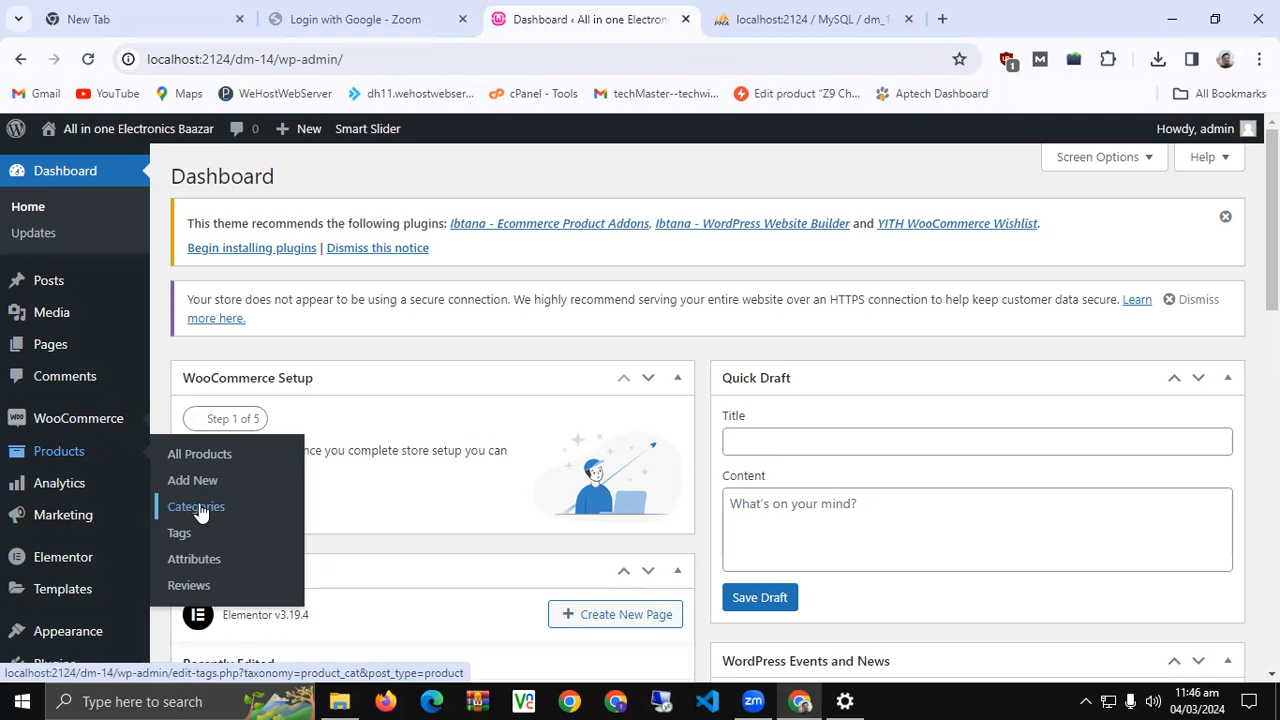 New Tab
Login with Google - Zoom
Dashboard ‹ All in one Electroni
localhost:2124 / MySQL / dm_1
localhost:2124/dm-14/wp-admin/
1
Gmail
YouTube
Maps
WeHostWebServer
dh11.wehostwebser...
cPanel - Tools
techMaster--techwi...
Edit product “Z9 Ch...
Aptech Dashboard
All Bookmarks
All in one Electronics Baazar
0
New
Smart Slider
Howdy, admin
Dashboard
Home
Updates
Posts
Media
Pages
Comments
WooCommerce
Products
Analytics
Marketing
Elementor
Templates
Appearance
All Products
Add New
Categories
Tags
Attributes
Reviews
Dashboard
Screen Options
Help
This theme recommends the following plugins: Ibtana - Ecommerce Product Addons, Ibtana - WordPress Website Builder and YITH WooCommerce Wishlist.
Begin installing plugins | Dismiss this notice
Your store does not appear to be using a secure connection. We highly recommend serving your entire website over an HTTPS connection to help keep customer data secure. Learn
more here.
Dismiss
WooCommerce Setup
Step 1 of 5
nce you complete store setup you can
Elementor v3.19.4
Create New Page
Quick Draft
Title
Content
What’s on your mind?
Save Draft
WordPress Events and News
localhost:2124/dm-14/wp-admin/edit-tags.php?taxonomy=product_cat&post_type=product
Type here to search
11:46 am
04/03/2024